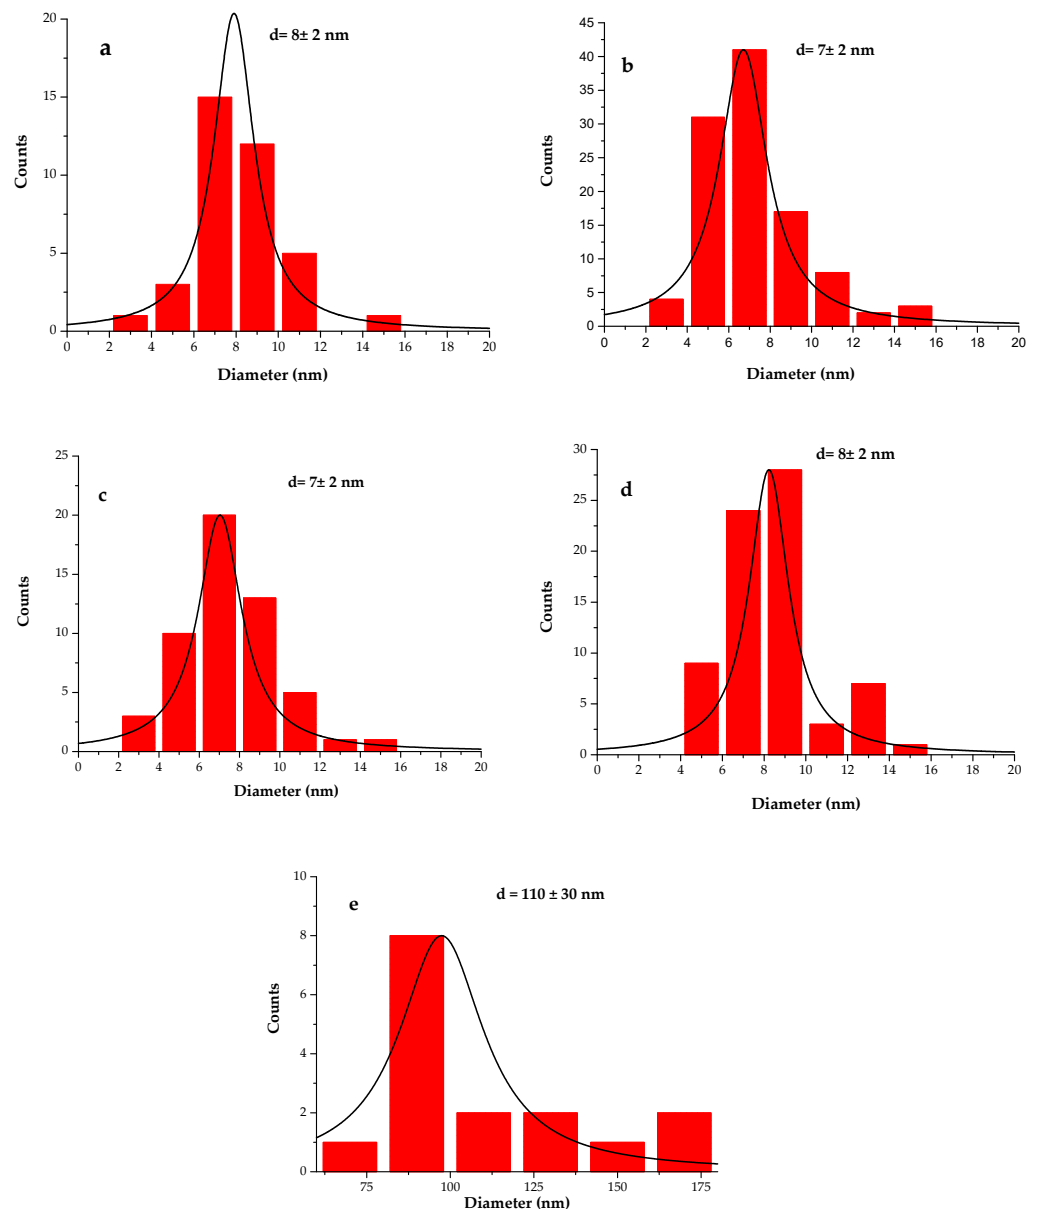 a
d= 8± 2 nm
20
15
10
5
0
Counts
0 2 4 6 8 10 12 14 16 18 20
Diameter (nm)
b
d= 7± 2 nm
45
40
35
30
25
20
15
10
5
0
Counts
0 2 4 6 8 10 12 14 16 18 20
Diameter (nm)
c
d= 7± 2 nm
25
20
15
10
5
0
Counts
0 2 4 6 8 10 12 14 16 18 20
Diameter (nm)
d
d= 8± 2 nm
30
25
20
15
10
5
0
Counts
0 2 4 6 8 10 12 14 16 18 20
Diameter (nm)
e
d = 110 ± 30 nm
10
8
6
4
2
0
Counts
75 100 125 150 175
Diameter (nm)